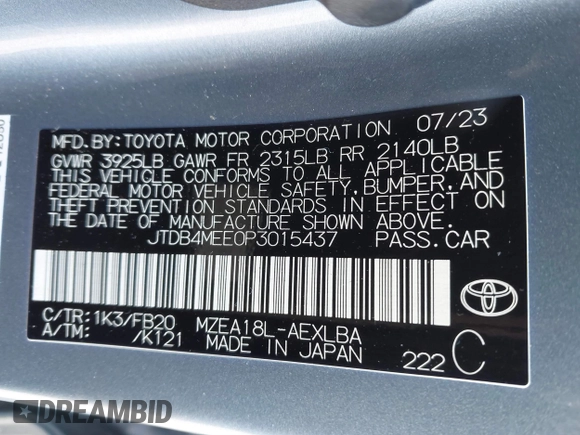 MFD.BY:TOYOTA MOTOR CORPORATION 07/23
GVWR 3925LB GAWR FR 2315LB RR 2140LB
THIS VEHICLE CONFORMS TO ALL APPLICABLE
FEDERAL MOTOR VEHICLE SAFETY,BUMPER,AND
THEFT PREVENTION STANDARDS IN EFFECT ON
THE DATE OF MANUFACTURE SHOWN ABOVE.
JTDB4MEE0P3015437 PASS.CAR
C/TR:1K3/FB20 MZEA18L-AEXLBA
A/TM: /K121 MADE IN JAPAN
222 C
TOYOTA
DREAMBID